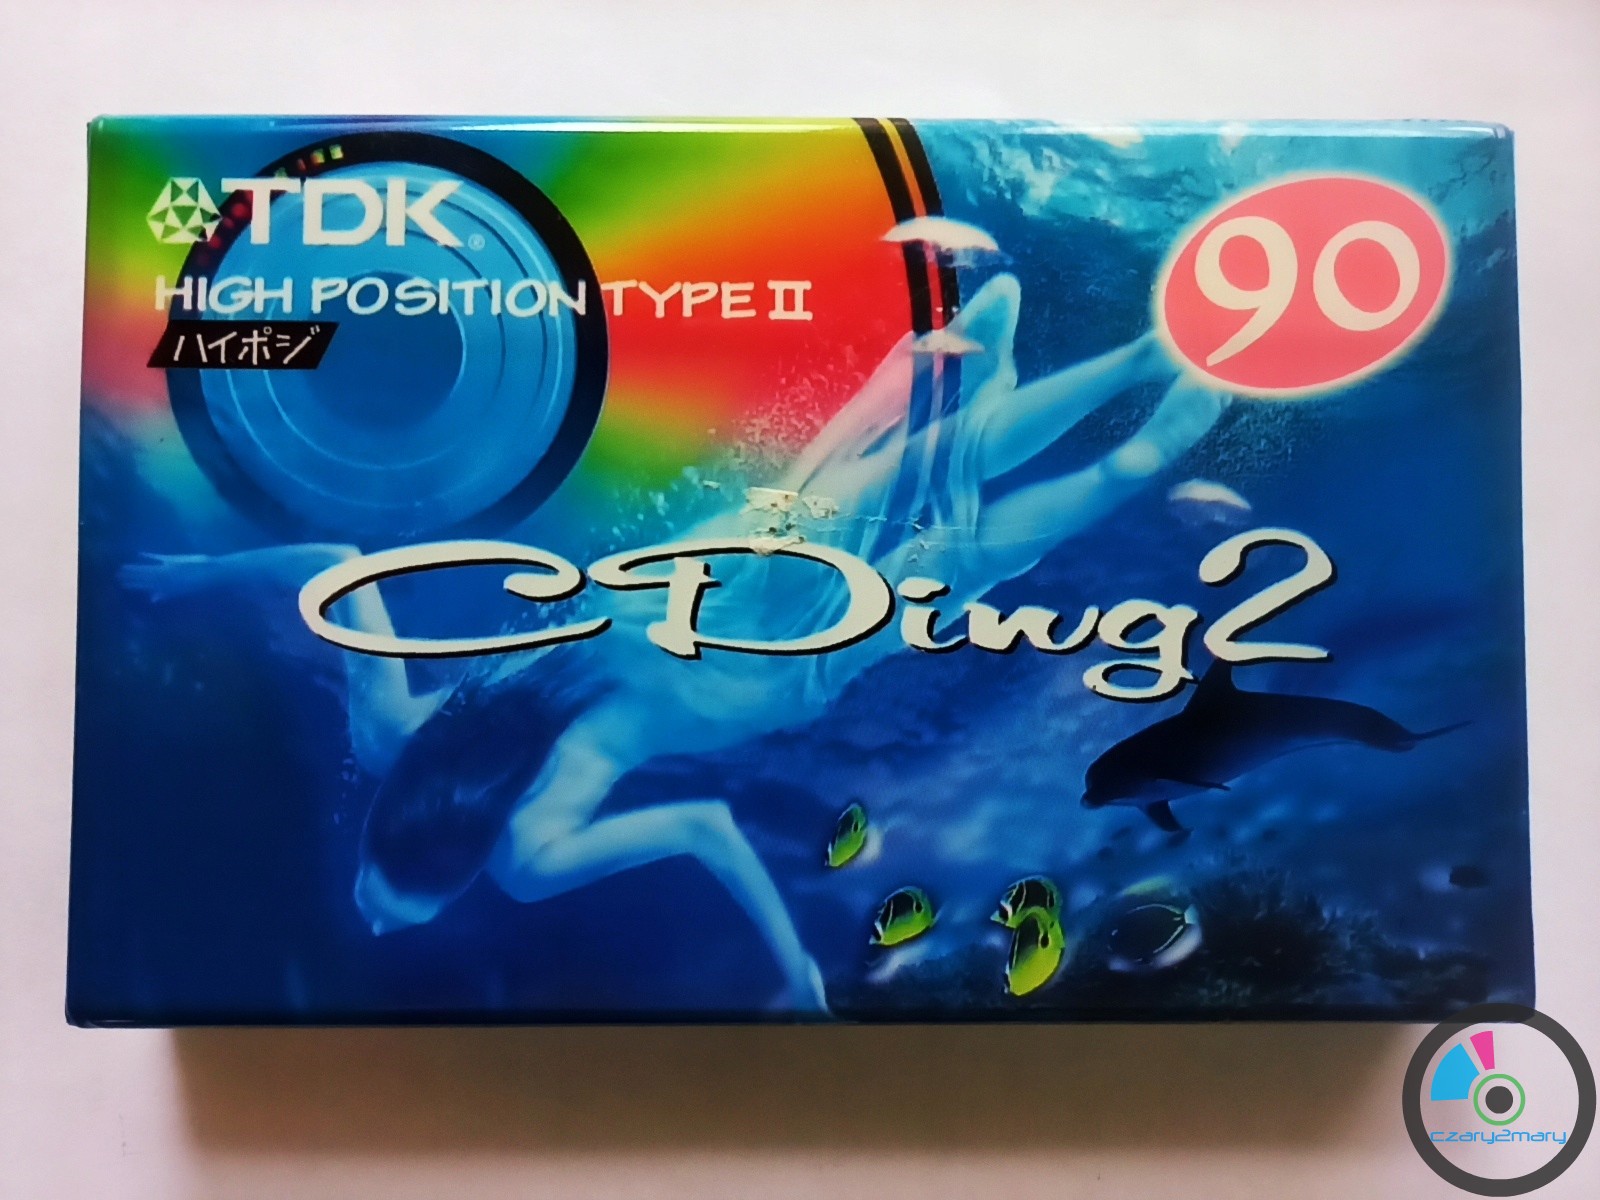 TDK®
90
HIGH POSITION TYPE II
ハイポジ
CDing2
czary2mary